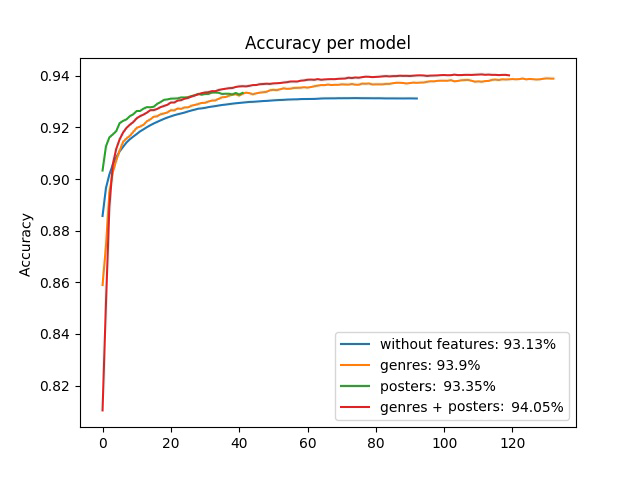 Accuracy per model
0.94
0.92
0.90
0.88
0.86
0.84
0.82
Accuracy
without features: 93.13%
genres: 93.9%
posters: 93.35%
genres + posters: 94.05%
0 20 40 60 80 100 120